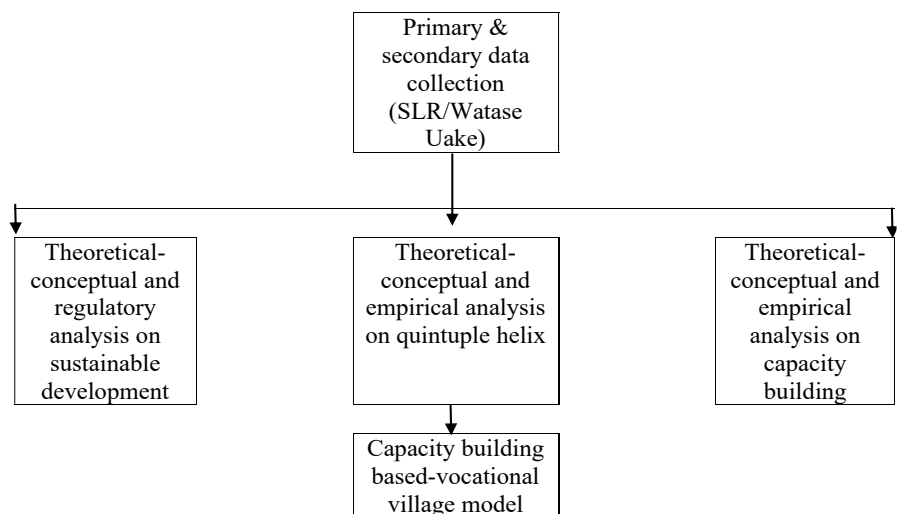 Primary &
secondary data
collection
(SLR/Watase
Uake)
Theoretical-
conceptual and
regulatory
analysis on
sustainable
development
Theoretical-
conceptual and
empirical analysis
on quintuple helix
Theoretical-
conceptual and
empirical
analysis on
capacity
building
Capacity building
based-vocational
village model